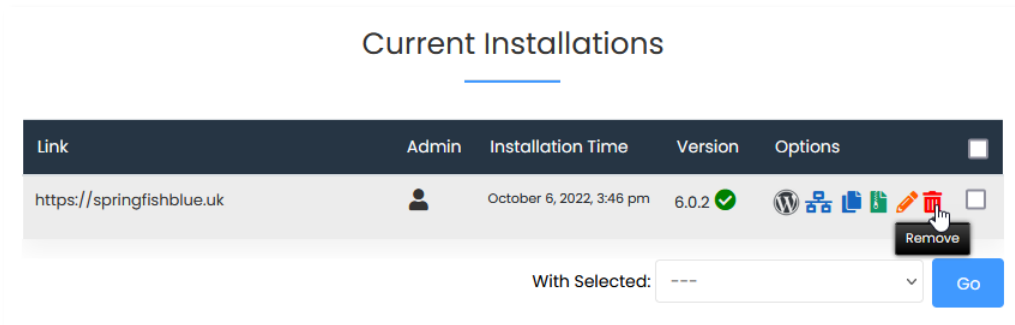 Current Installations
Link Admin Installation Time Version Options
https://springfishblue.uk October 6, 2022, 3:46 pm 6.0.2
Remove
With Selected: --- Go